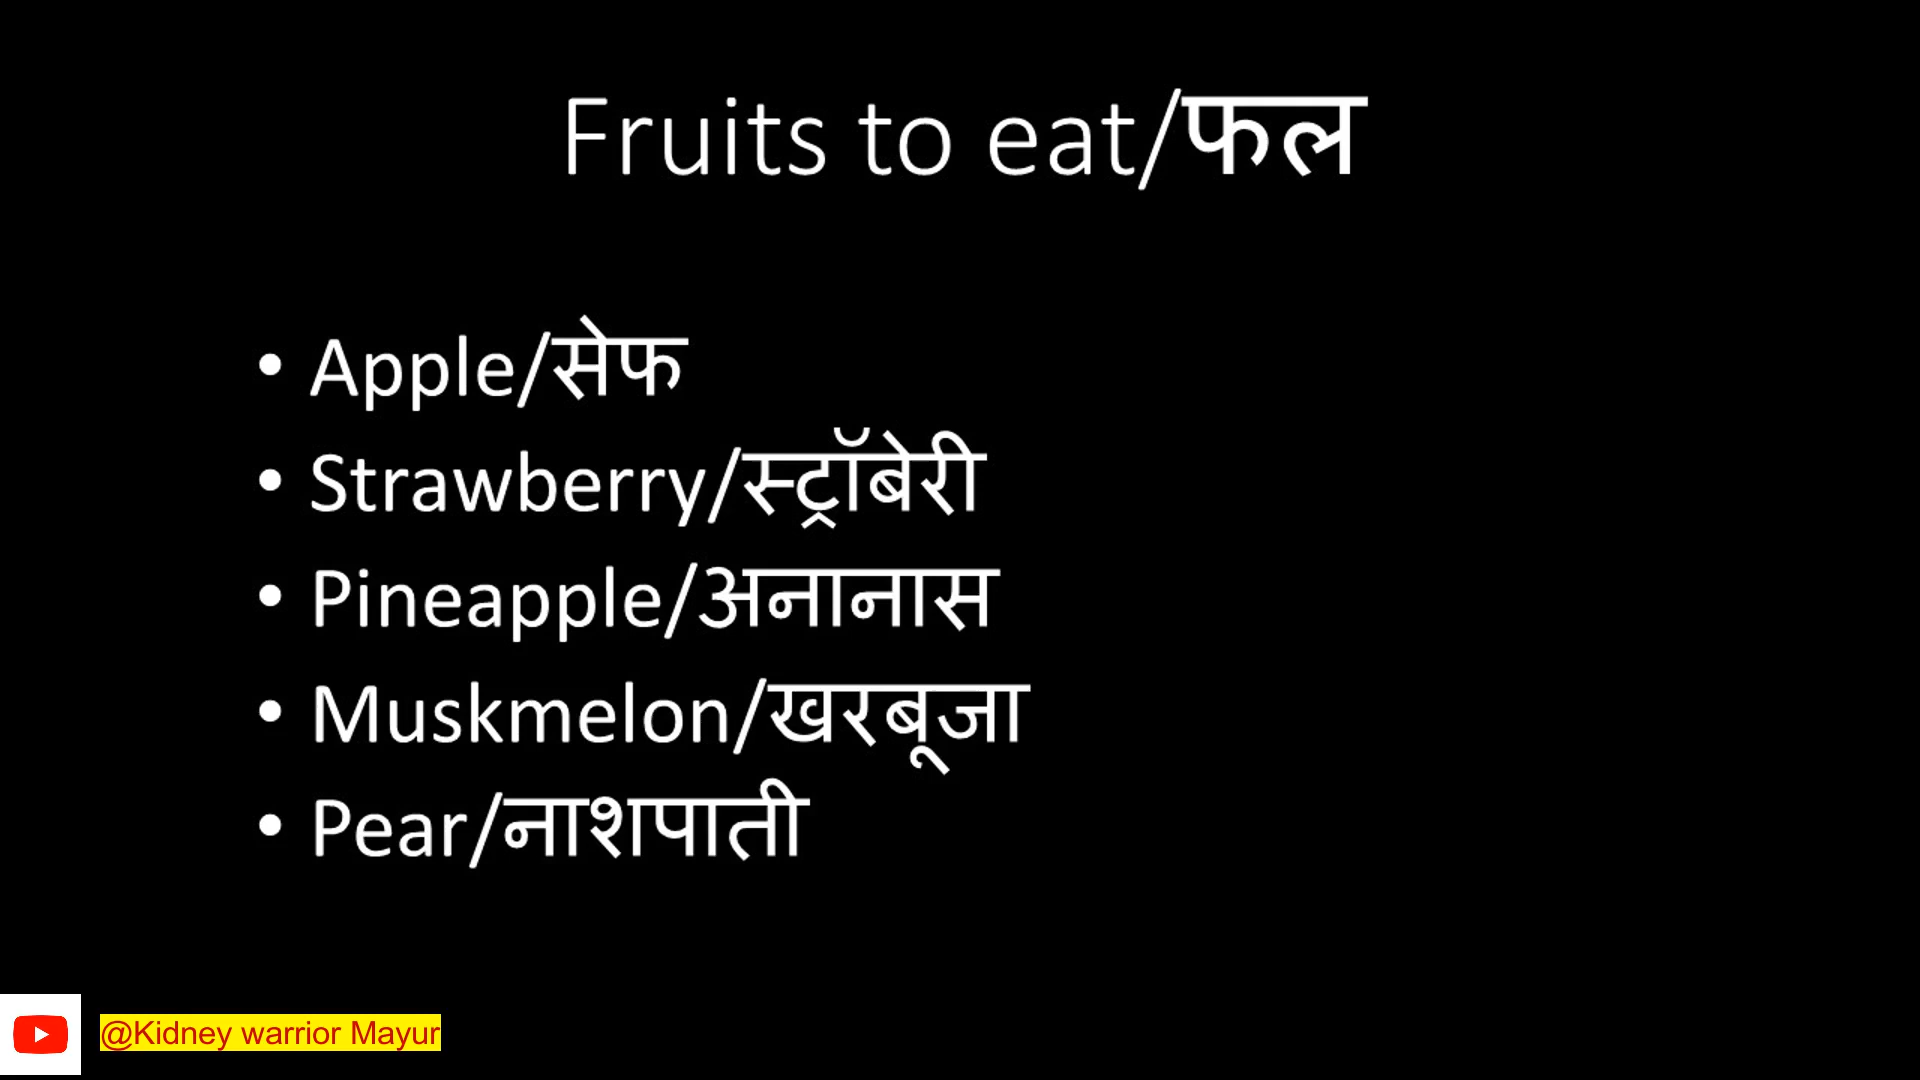 Fruits to eat/फल
• Apple/सेफ
• Strawberry/स्ट्रॉबेरी
• Pineapple/अनानास
• Muskmelon/खरबूजा
• Pear/नाशपाती
@Kidney warrior Mayur